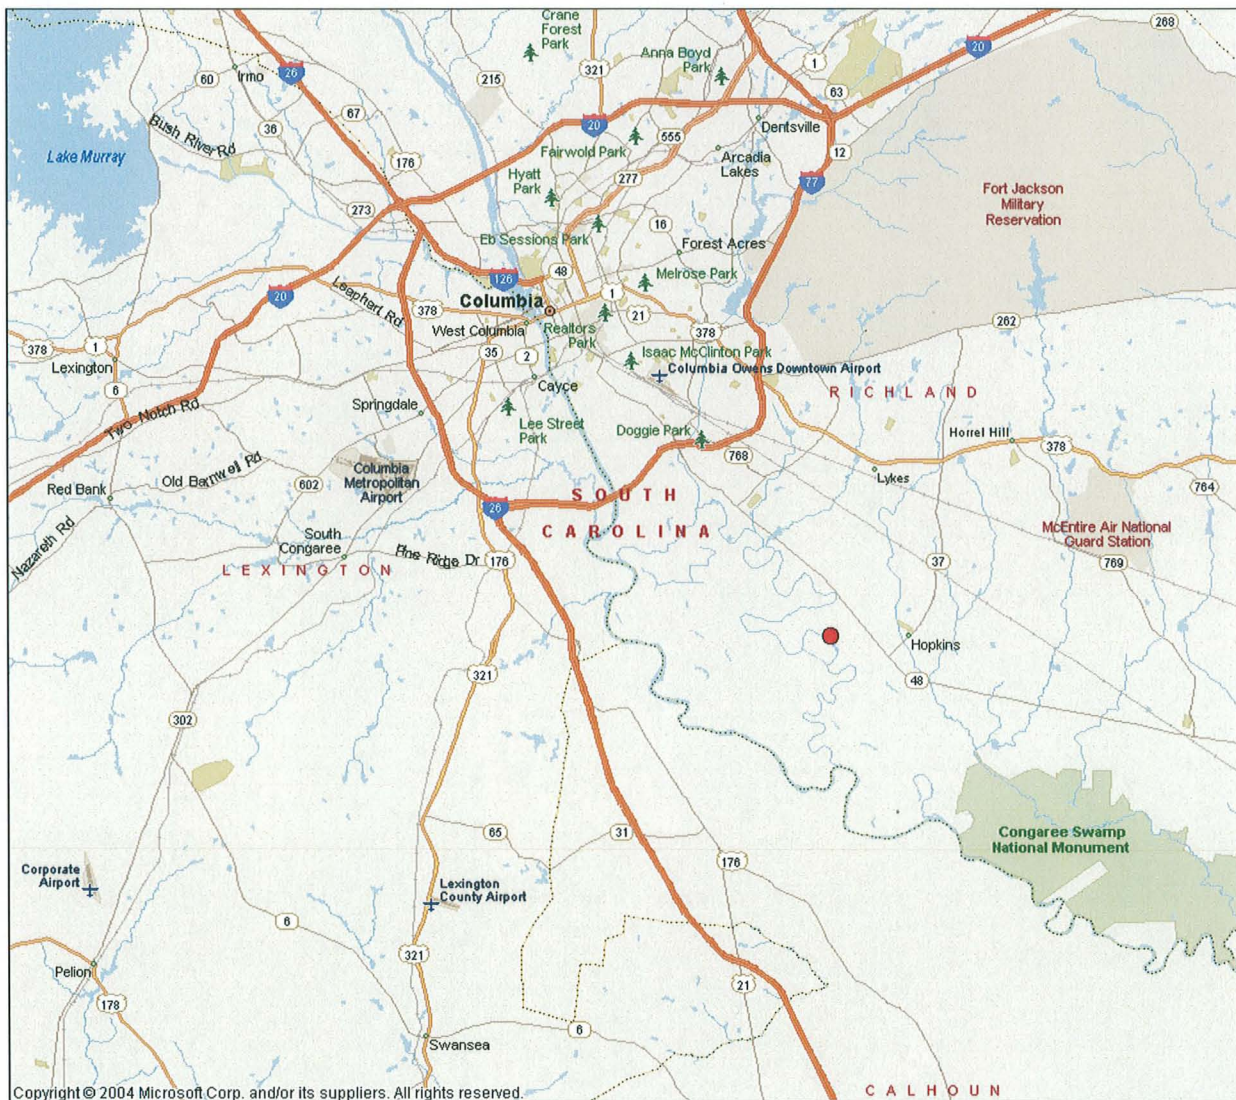 Crane
Forest
Park
268
Anna Boyd
Park
1
20
Irmo
60
26
215
321
63
67
36
Bush River Rd
20
Dentsville
555
Lake Murray
176
Fairwold Park
12
Arcadia
Lakes
Hyatt
Park
277
77
Fort Jackson
Military
Reservation
273
16
Eb Sessions Park
Forest Acres
48
126
Melrose Park
20
Leaphart Rd
Columbia
1
378
21
262
West Columbia
Realtors
Park
378
378
1
35
2
Isaac McClinton Park
Lexington
Columbia Owens Downtown Airport
6
Cayce
RICHLAND
Two Notch Rd
Springdale
Lee Street
Park
Doggie Park
Horrel Hill
378
768
Old Barnwell Rd
Columbia
Metropolitan
Airport
Lykes
Red Bank
602
764
26
SOUTH
CAROLINA
Nazareth Rd
South
Congaree
McEntire Air National
Guard Station
Pine Ridge Dr
176
37
769
LEXINGTON
Hopkins
321
48
302
65
31
Congaree Swamp
National Monument
176
Corporate
Airport
Lexington
County Airport
6
321
Pelion
21
178
6
Swansea
CALHOUN
Copyright © 2004 Microsoft Corp. and/or its suppliers. All rights reserved.